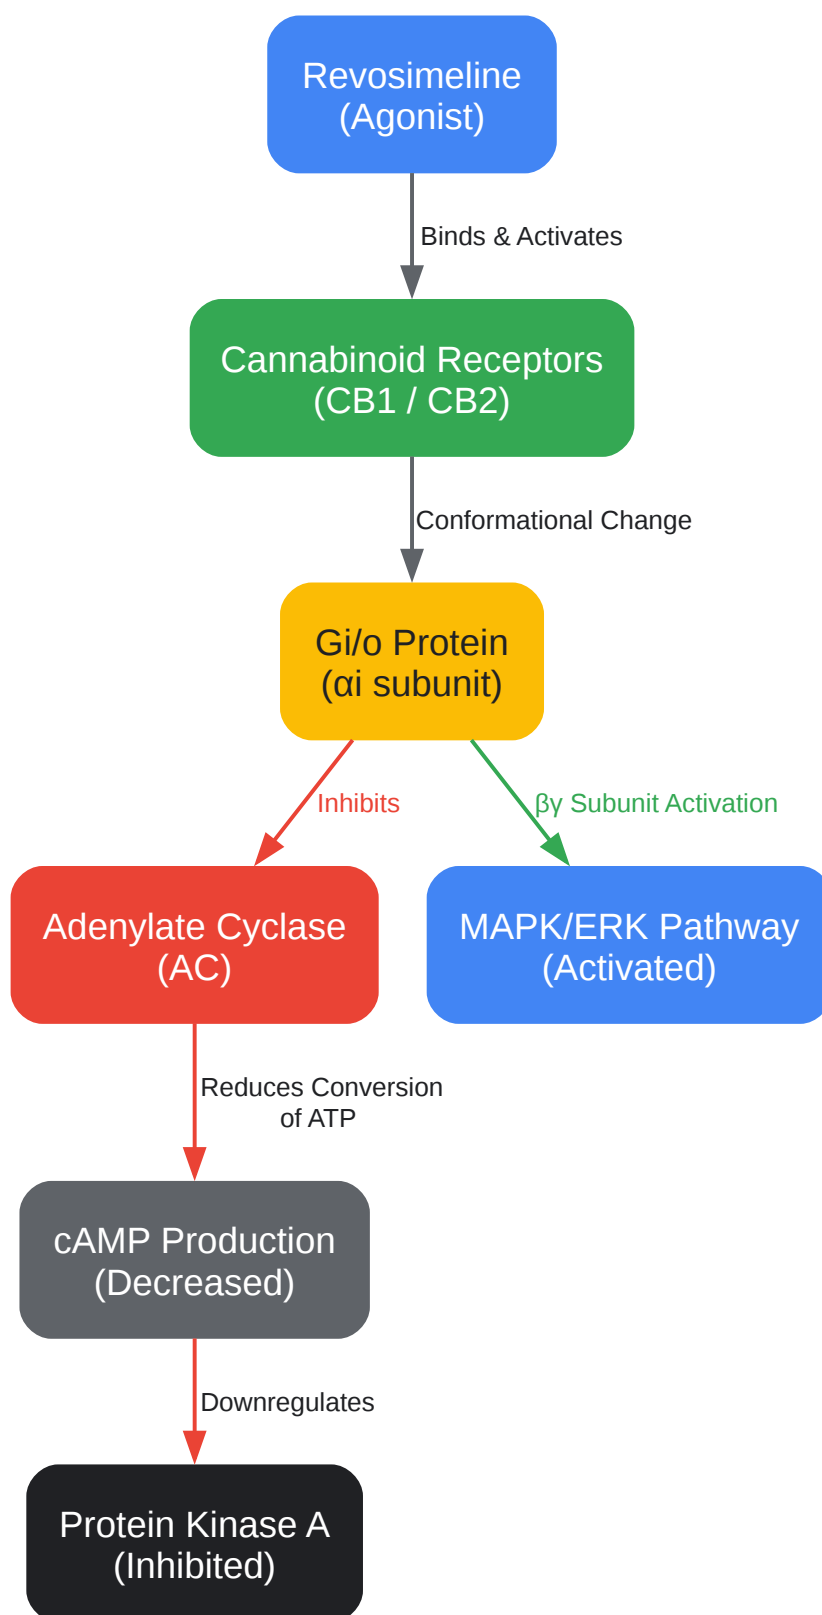 Revosimeline
(Agonist)
Binds & Activates
Cannabinoid Receptors
(CB1 / CB2)
Conformational Change
Gi/o Protein
(αi subunit)
Inhibits
βγ Subunit Activation
Adenylate Cyclase
(AC)
MAPK/ERK Pathway
(Activated)
Reduces Conversion
of ATP
cAMP Production
(Decreased)
Downregulates
Protein Kinase A
(Inhibited)